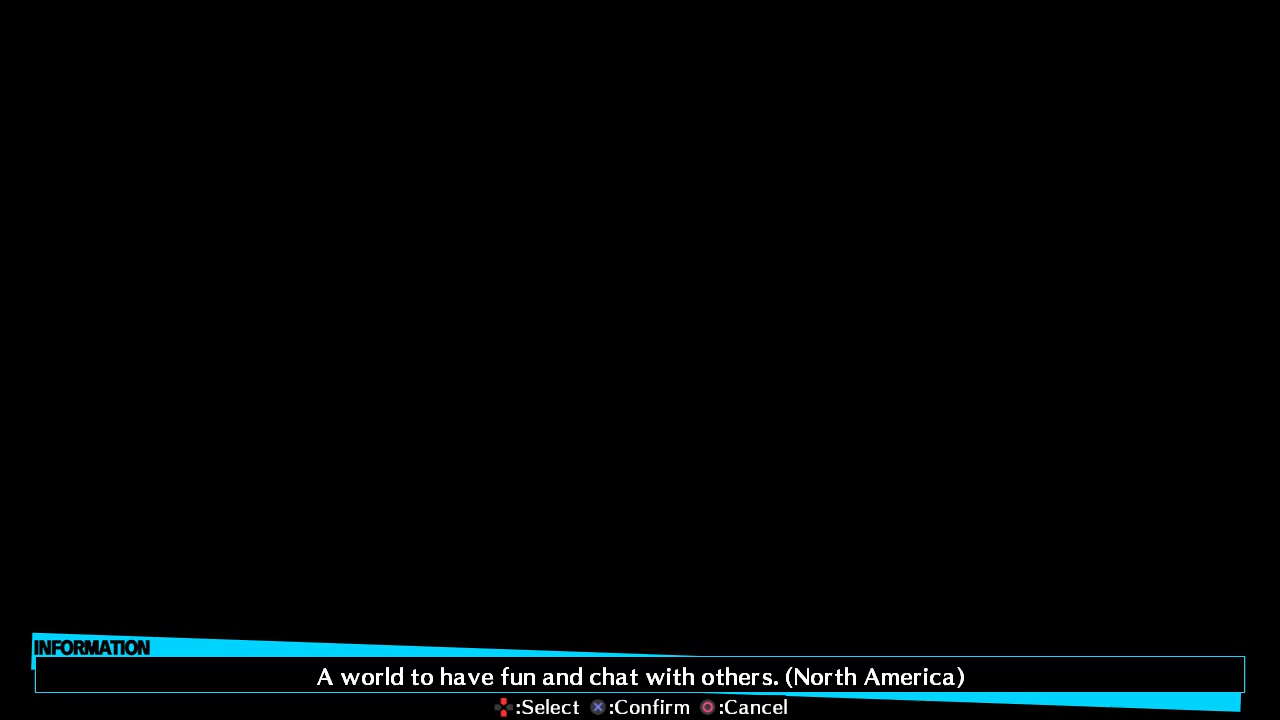 INFORMATION
A world to have fun and chat with others. (North America)
:Select :Confirm :Cancel